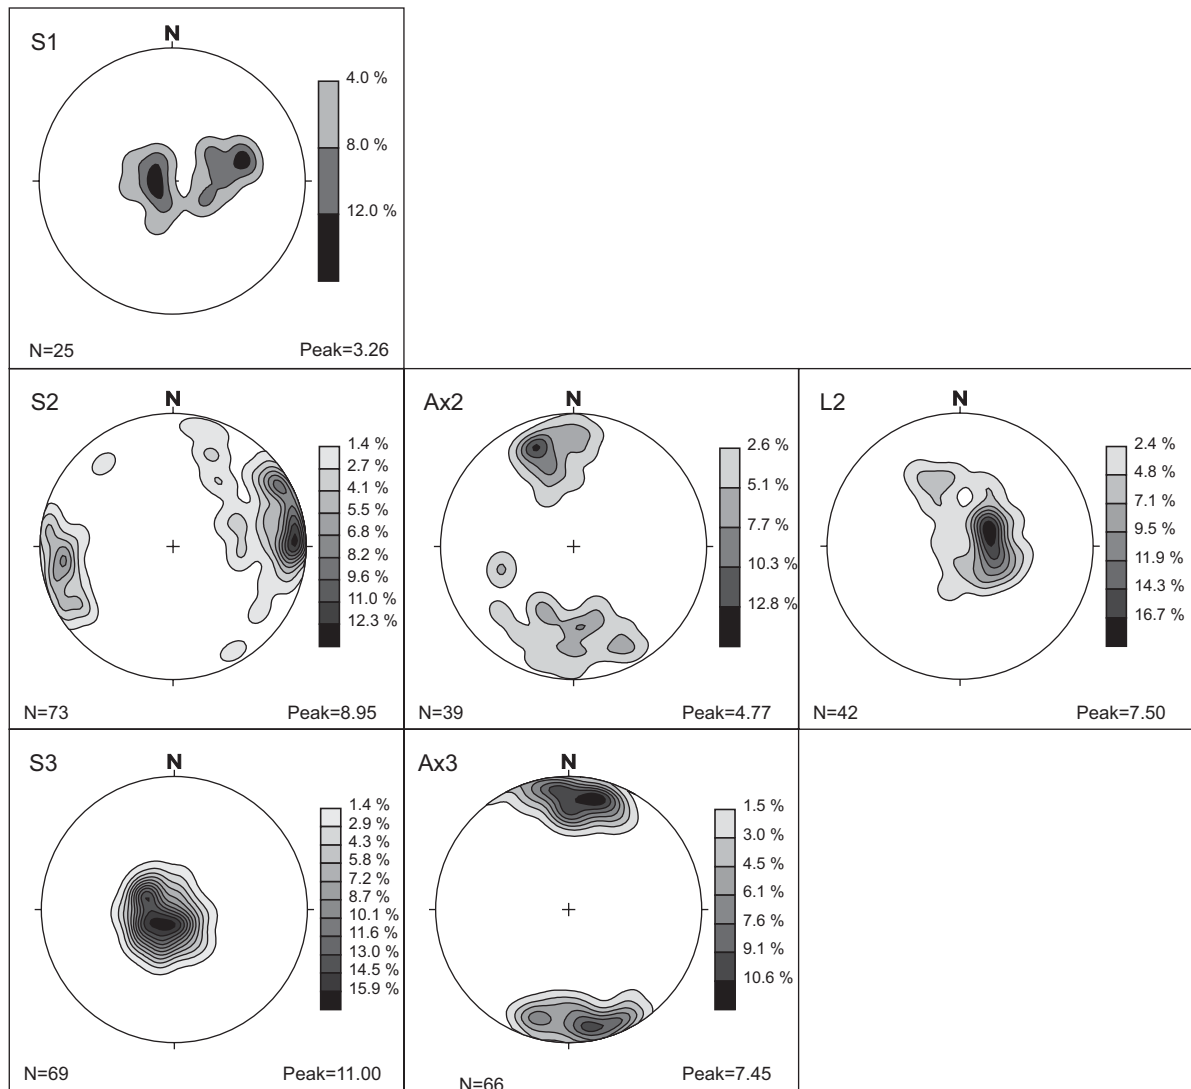 S1
N
4.0 %
8.0 %
12.0 %
N=25
Peak=3.26
S2
N
1.4 %
2.7 %
4.1 %
5.5 %
6.8 %
8.2 %
9.6 %
11.0 %
12.3 %
N=73
Peak=8.95
Ax2
N
2.6 %
5.1 %
7.7 %
10.3 %
12.8 %
N=39
Peak=4.77
L2
N
2.4 %
4.8 %
7.1 %
9.5 %
11.9 %
14.3 %
16.7 %
N=42
Peak=7.50
S3
N
1.4 %
2.9 %
4.3 %
5.8 %
7.2 %
8.7 %
10.1 %
11.6 %
13.0 %
14.5 %
15.9 %
N=69
Peak=11.00
Ax3
N
1.5 %
3.0 %
4.5 %
6.1 %
7.6 %
9.1 %
10.6 %
N=66
Peak=7.45